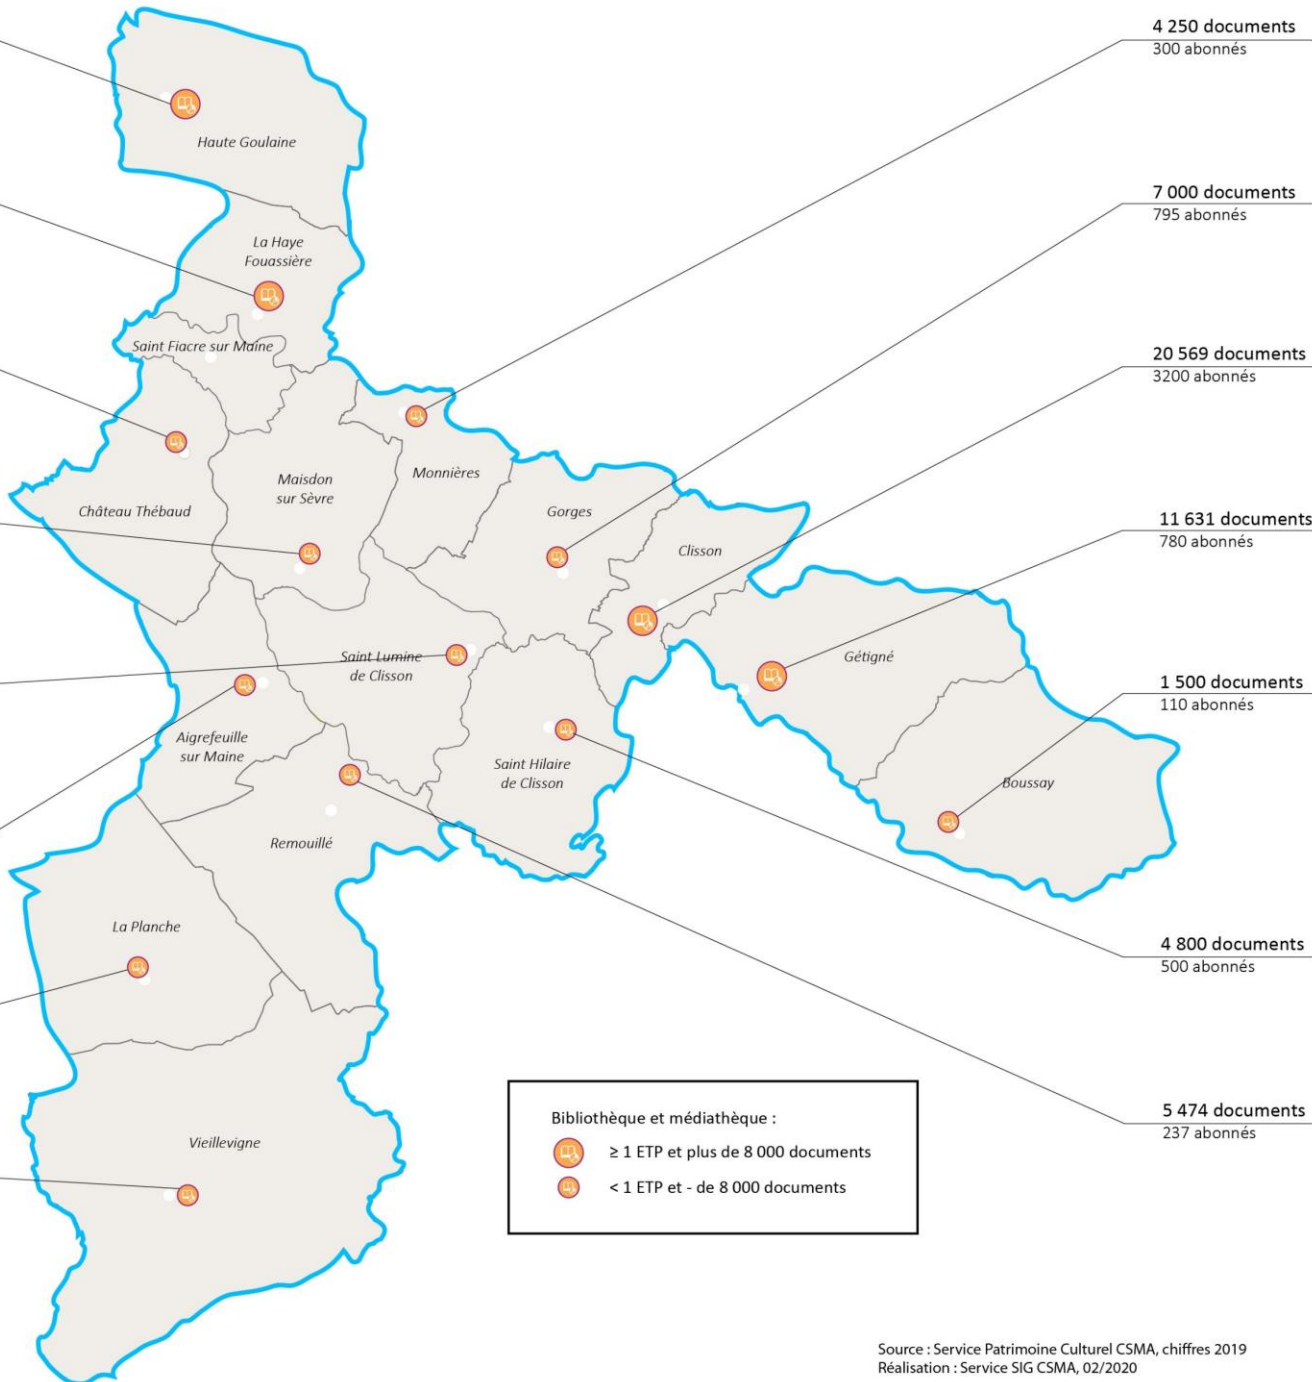 4 250 documents
300 abonnés
Haute Goulaine
7 000 documents
795 abonnés
La Haye
Fouassière
Saint Fiacre sur Maine
20 569 documents
3200 abonnés
Monnières
Maisdon
sur Sèvre
Château Thébaud
Gorges
Clisson
11 631 documents
780 abonnés
Saint Lumine
de Clisson
Gétigné
1 500 documents
110 abonnés
Aigrefeuille
sur Maine
Saint Hilaire
de Clisson
Boussay
Remouillé
La Planche
4 800 documents
500 abonnés
5 474 documents
237 abonnés
Vieillevigne
Bibliothèque et médiathèque :
≥ 1 ETP et plus de 8 000 documents
< 1 ETP et - de 8 000 documents
Source : Service Patrimoine Culturel CSMA, chiffres 2019
Réalisation : Service SIG CSMA, 02/2020